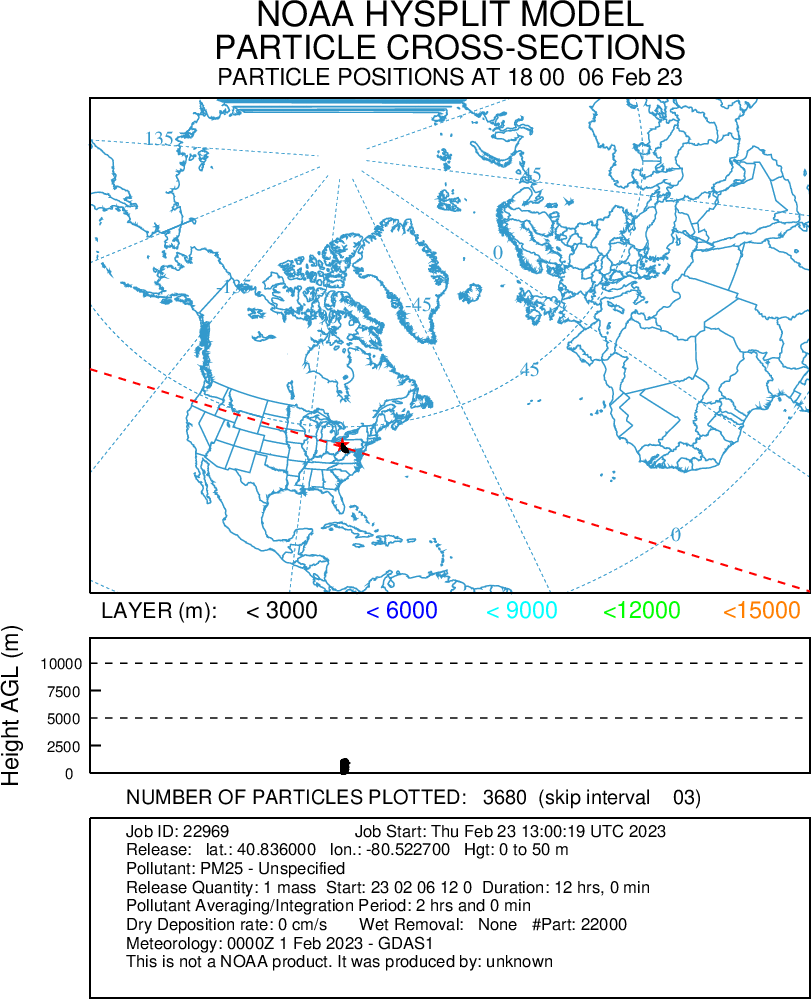 NOAA HYSPLIT MODEL
PARTICLE CROSS-SECTIONS
PARTICLE POSITIONS AT 18 00 06 Feb 23
135
45
0
-135
-45
45
0
LAYER (m): < 3000 < 6000 < 9000 <12000 <15000
Height AGL (m)
10000
7500
5000
2500
0
NUMBER OF PARTICLES PLOTTED: 3680 (skip interval 03)
Job ID: 22969 Job Start: Thu Feb 23 13:00:19 UTC 2023
Release: lat.: 40.836000 lon.: -80.522700 Hgt: 0 to 50 m
Pollutant: PM25 - Unspecified
Release Quantity: 1 mass Start: 23 02 06 12 0 Duration: 12 hrs, 0 min
Pollutant Averaging/Integration Period: 2 hrs and 0 min
Dry Deposition rate: 0 cm/s Wet Removal: None #Part: 22000
Meteorology: 0000Z 1 Feb 2023 - GDAS1
This is not a NOAA product. It was produced by: unknown